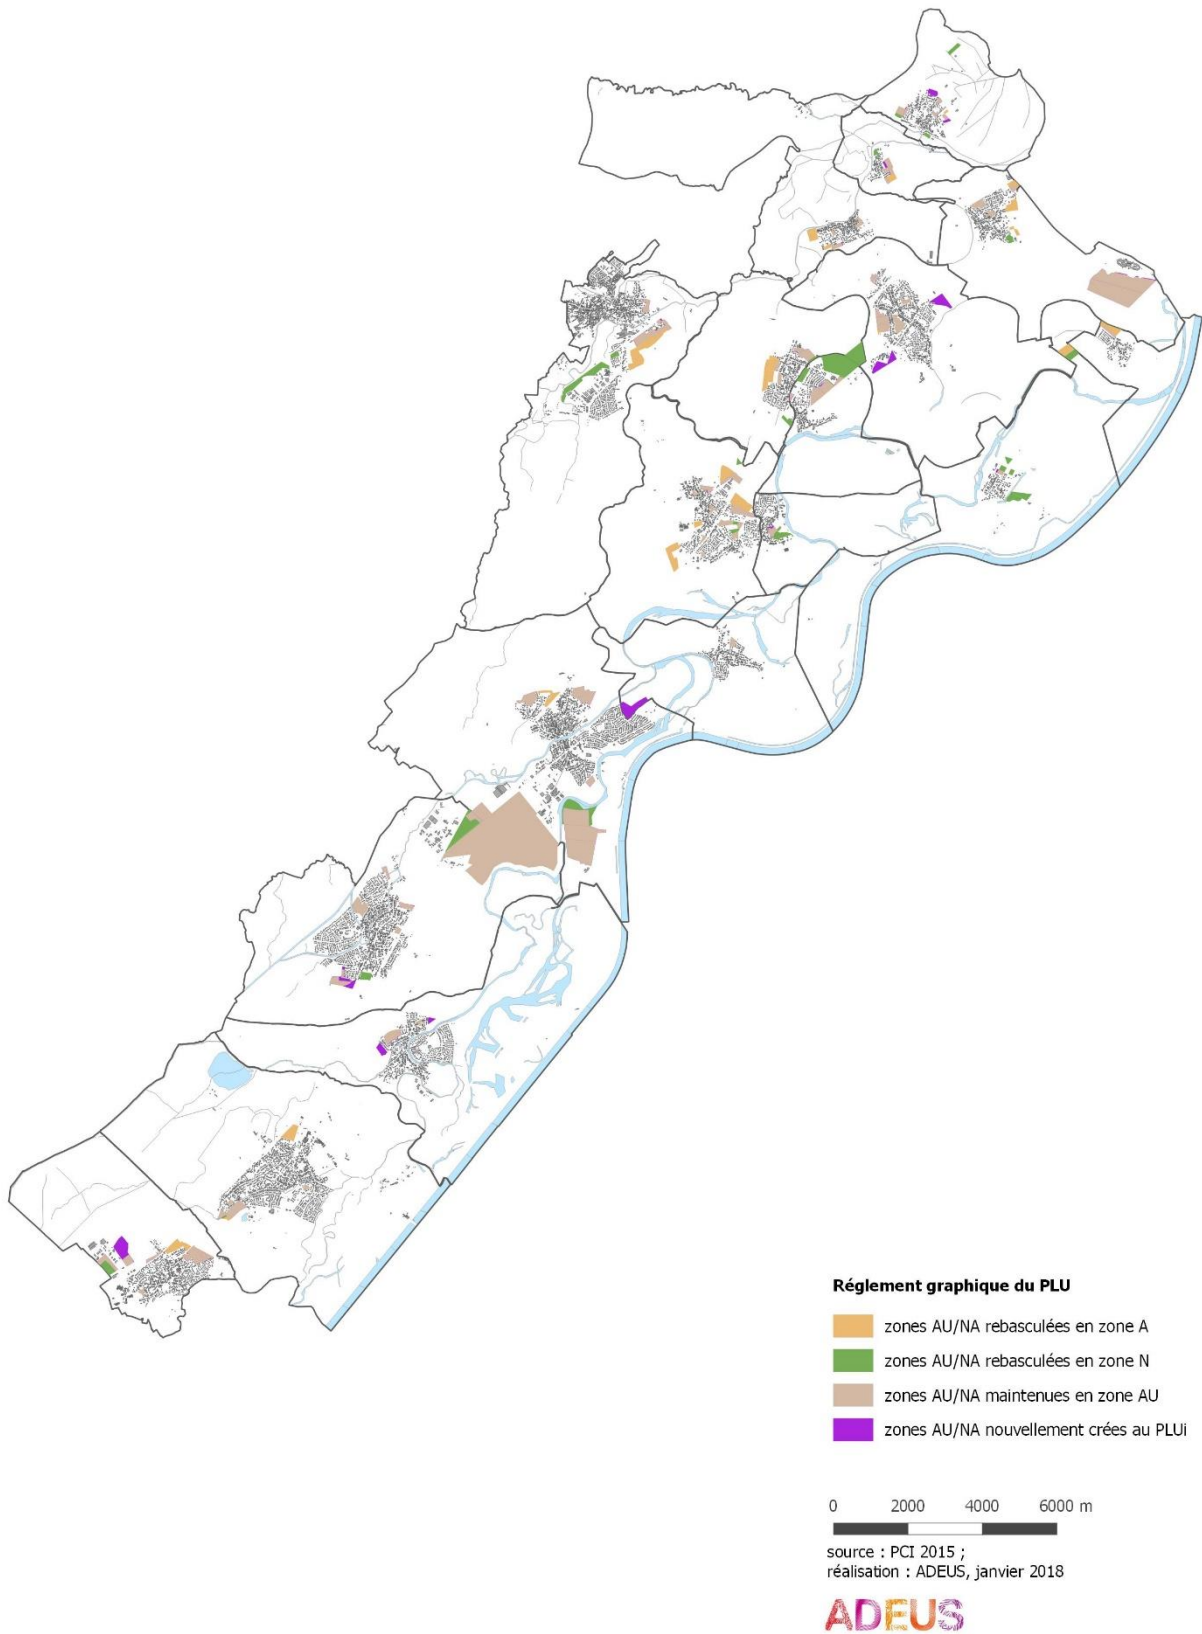 Réglement graphique du PLU
zones AU/NA rebasculées en zone A
zones AU/NA rebasculées en zone N
zones AU/NA maintenues en zone AU
zones AU/NA nouvellement crées au PLUi
0 2000 4000 6000 m
source : PCI 2015 ;
réalisation : ADEUS, janvier 2018
ADEUS